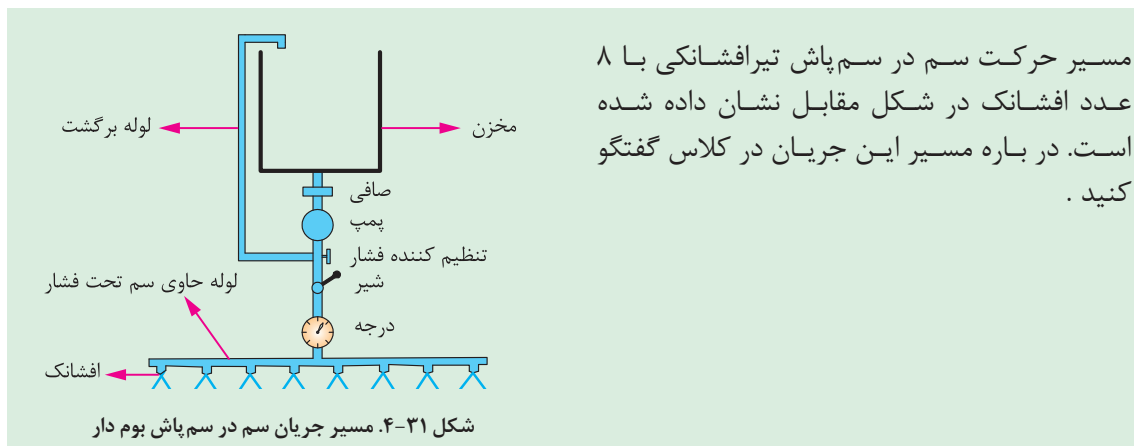 مسیر حرکت سم در سم‌پاش تیرافشانکی با ۸
عدد افشانک در شکل مقابل نشان داده شده
است. در باره مسیر این جریان در کلاس گفتگو
کنید .
مخزن
لوله برگشت
صافی
پمپ
تنظیم کننده فشار
شیر
لوله حاوی سم تحت فشار
درجه
افشانک
شکل ۳۱-۴. مسیر جریان سم در سم‌پاش بوم دار